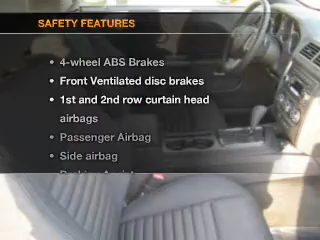 SAFETY FEATURES
• 4-wheel ABS Brakes
• Front Ventilated disc brakes
• 1st and 2nd row curtain head
airbags
• Passenger Airbag
• Side airbag